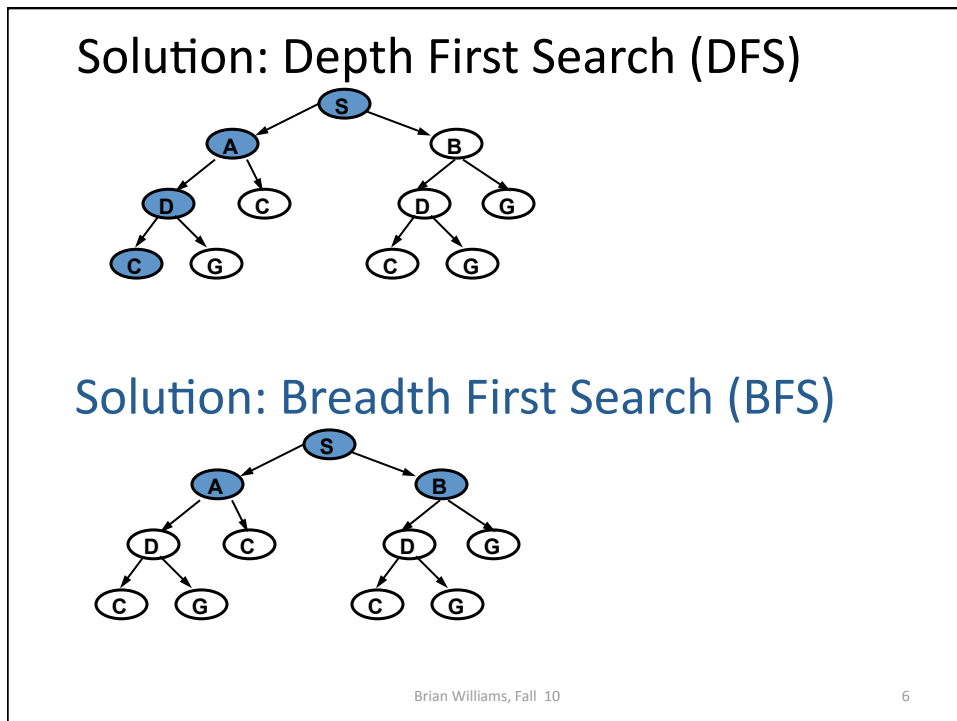 Solution: Depth First Search (DFS)
S
A B
D C D G
C G C G
Solution: Breadth First Search (BFS)
S
A B
D C D G
C G C G
Brian Williams, Fall 10 6